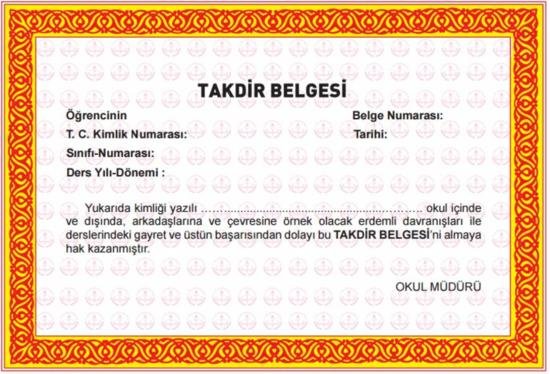 TAKDİR BELGESİ
Öğrencinin Belge Numarası:
T. C. Kimlik Numarası: Tarihi:
Sınıfı-Numarası:
Ders Yılı-Dönemi :
Yukarıda kimliği yazılı ................................................................ okul içinde
ve dışında, arkadaşlarına ve çevresine örnek olacak erdemli davranışları ile
derslerindeki gayret ve üstün başarısından dolayı bu TAKDİR BELGESİ'ni almaya
hak kazanmıştır.
OKUL MÜDÜRÜ